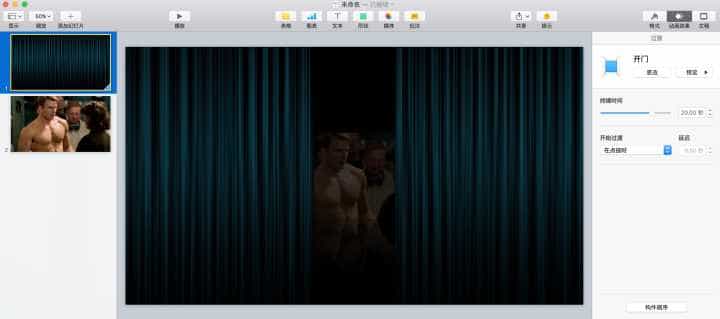 未命名 — 已编辑
显示 缩放 添加幻灯片 播放 表格 图表 文本 形状 媒体 批注 共享 提示 格式 动画效果 文稿
50%
过渡
开门
更改 预览
持续时间
20.00 秒
开始过渡 延迟
在点按时 0.50 秒
构件顺序
1
2